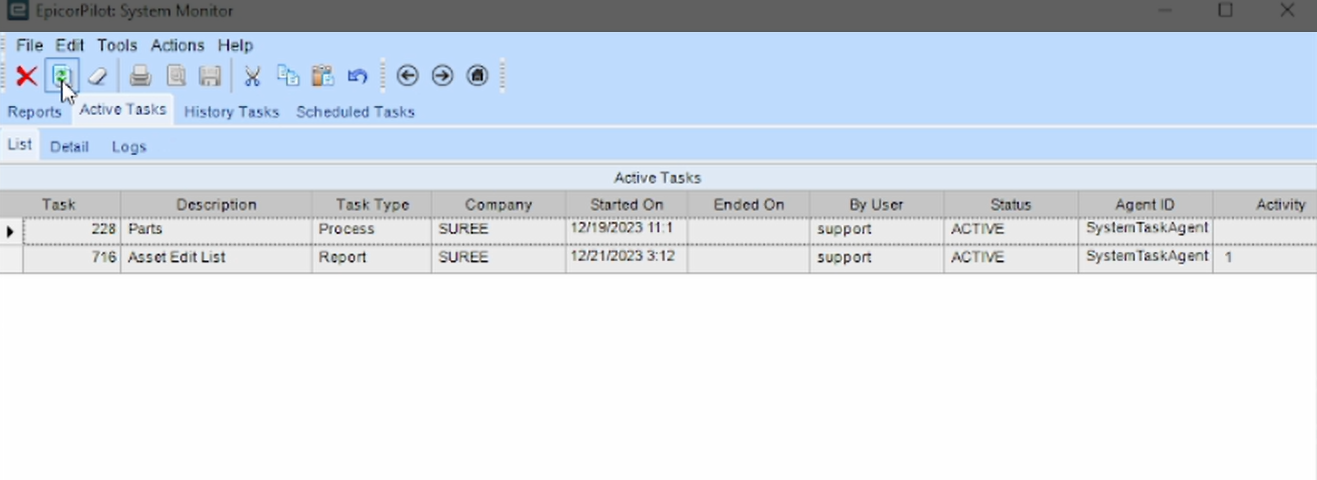 EpicorPilot: System Monitor
File Edit Tools Actions Help
Reports Active Tasks History Tasks Scheduled Tasks
List Detail Logs
Active Tasks
Task Description Task Type Company Started On Ended On By User Status Agent ID Activity
228 Parts Process SUREE 12/19/2023 11:1 support ACTIVE SystemTaskAgent
716 Asset Edit List Report SUREE 12/21/2023 3:12 support ACTIVE SystemTaskAgent 1